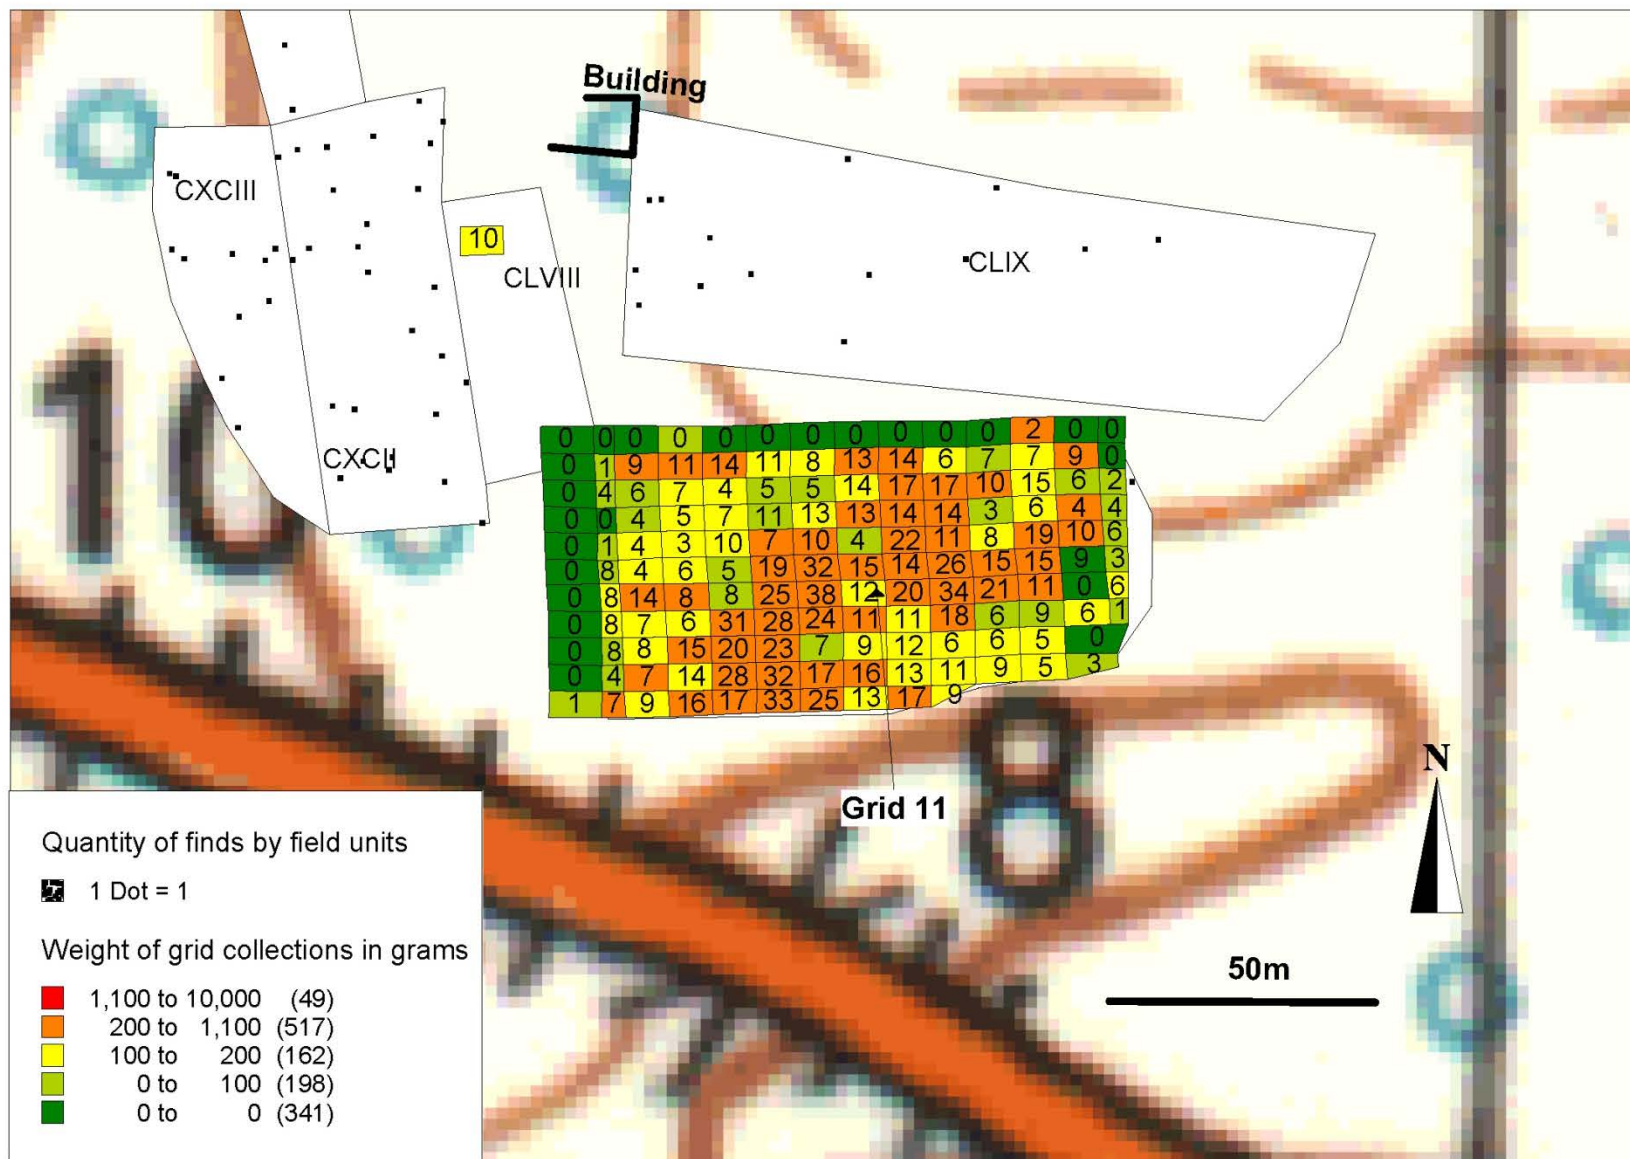 Building
CXCIII
10
CLVIII
CLIX
10
CXCII
0 0 0 0 0 0 0 0 0 0 0 2 0 0
0 1 9 11 14 11 8 13 14 6 7 7 9 0
0 4 6 7 4 5 5 14 17 17 10 15 6 2
0 0 4 5 7 11 13 13 14 14 3 6 4 4
0 1 4 3 10 7 10 4 22 11 8 19 10 6
0 8 4 6 5 19 32 15 14 26 15 15 9 3
0 8 14 8 8 25 38 12 20 34 21 11 0 6
0 8 7 6 31 28 24 11 11 18 6 9 6 1
0 8 8 15 20 23 7 9 12 6 6 5 0
0 4 7 14 28 32 17 16 13 11 9 5 3
1 7 9 16 17 33 25 13 17 9
8
N
Grid 11
50m
Quantity of finds by field units
1 Dot = 1
Weight of grid collections in grams
1,100 to 10,000 (49)
200 to 1,100 (517)
100 to 200 (162)
0 to 100 (198)
0 to 0 (341)